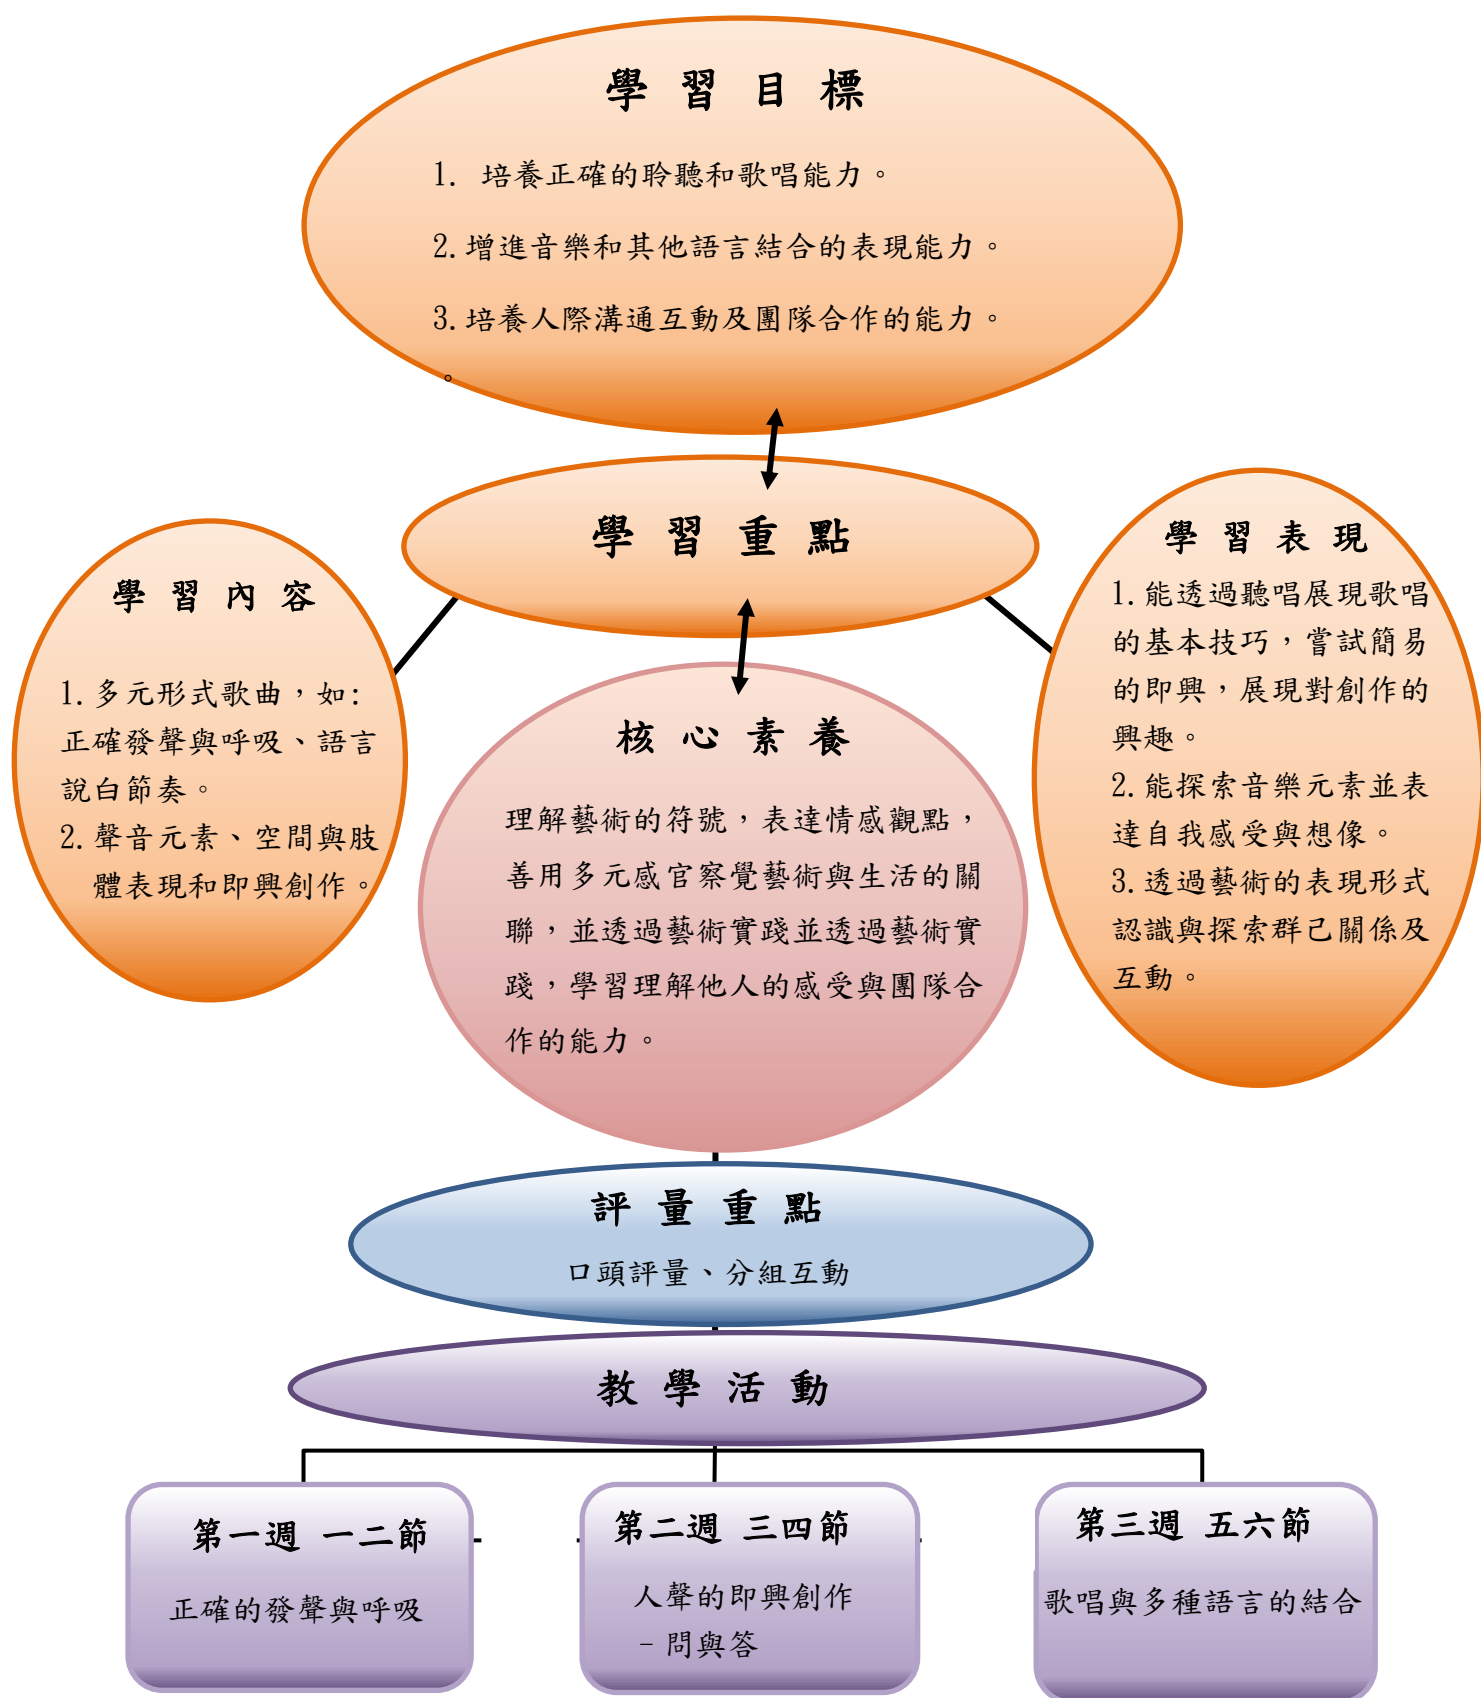 學習目標
1. 培養正確的聆聽和歌唱能力。
2.增進音樂和其他語言結合的表現能力。
3.培養人際溝通互動及團隊合作的能力。
。
學習重點
學習內容
1.多元形式歌曲，如:
正確發聲與呼吸、語言
說白節奏。
2.聲音元素、空間與肢
體表現和即興創作。
學習表現
1.能透過聽唱展現歌唱
的基本技巧，嘗試簡易
的即興，展現對創作的
興趣。
2.能探索音樂元素並表
達自我感受與想像。
3.透過藝術的表現形式
認識與探索群己關係及
互動。
核心素養
理解藝術的符號，表達情感觀點，
善用多元感官察覺藝術與生活的關
聯，並透過藝術實踐並透過藝術實
踐，學習理解他人的感受與團隊合
作的能力。
評量重點
口頭評量、分組互動
教學活動
第一週 一二節
正確的發聲與呼吸
第二週 三四節
人聲的即興創作
-問與答
第三週 五六節
歌唱與多種語言的結合